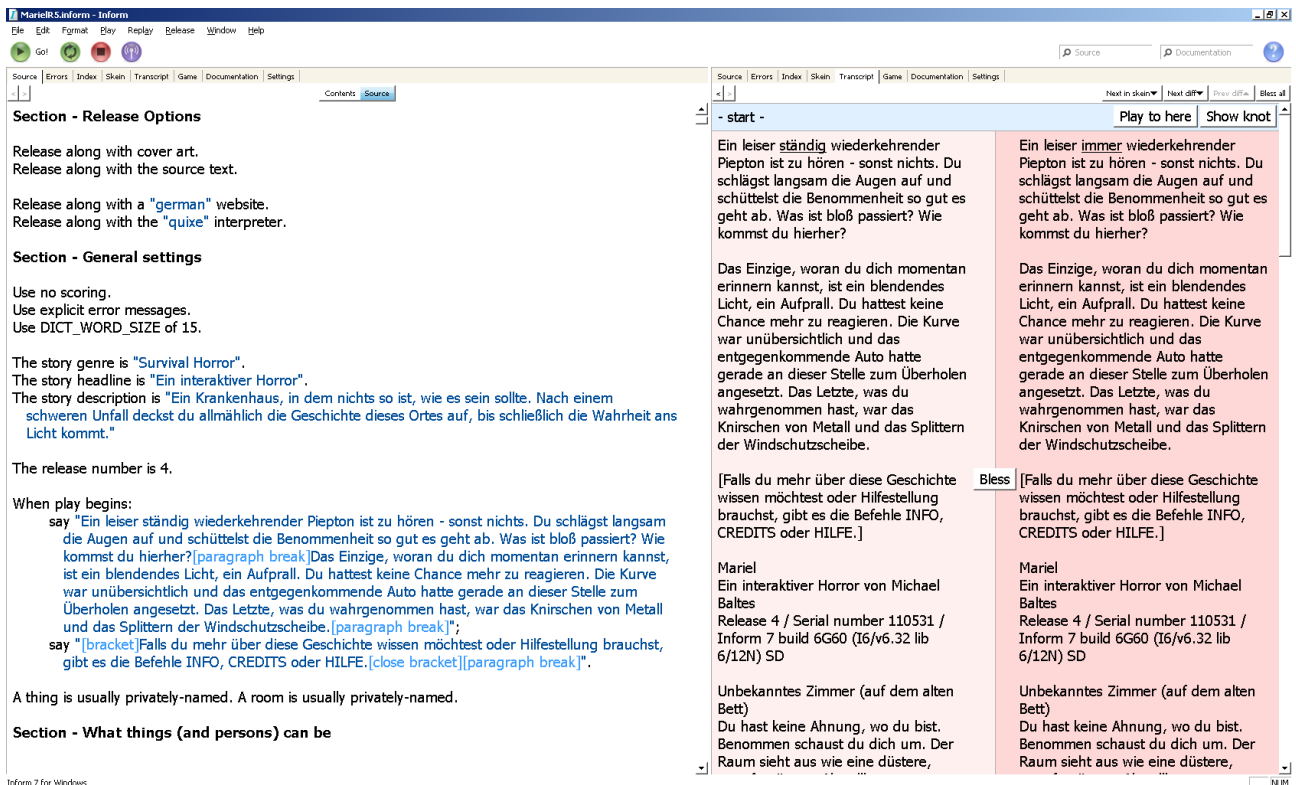 MarielR5.inform - Inform
File Edit Format Play Replay Release Window Help
Go!
Source
Documentation
Source Errors Index Skein Transcript Game Documentation Settings
Contents Source
Section - Release Options
Release along with cover art.
Release along with the source text.
Release along with a "german" website.
Release along with the "quixe" interpreter.
Section - General settings
Use no scoring.
Use explicit error messages.
Use DICT_WORD_SIZE of 15.
The story genre is "Survival Horror".
The story headline is "Ein interaktiver Horror".
The story description is "Ein Krankenhaus, in dem nichts so ist, wie es sein sollte. Nach einem
schweren Unfall deckst du allmählich die Geschichte dieses Ortes auf, bis schließlich die Wahrheit ans
Licht kommt."
The release number is 4.
When play begins:
say "Ein leiser ständig wiederkehrender Piepton ist zu hören - sonst nichts. Du schlägst langsam
die Augen auf und schüttelst die Benommenheit so gut es geht ab. Was ist bloß passiert? Wie
kommst du hierher?[paragraph break]Das Einzige, woran du dich momentan erinnern kannst,
ist ein blendendes Licht, ein Aufprall. Du hattest keine Chance mehr zu reagieren. Die Kurve
war unübersichtlich und das entgegenkommende Auto hatte gerade an dieser Stelle zum
Überholen angesetzt. Das Letzte, was du wahrgenommen hast, war das Knirschen von Metall
und das Splittern der Windschutzscheibe.[paragraph break]";
say "[bracket]Falls du mehr über diese Geschichte wissen möchtest oder Hilfestellung brauchst,
gibt es die Befehle INFO, CREDITS oder HILFE.[close bracket][paragraph break]".
A thing is usually privately-named. A room is usually privately-named.
Section - What things (and persons) can be
Source Errors Index Skein Transcript Game Documentation Settings
Next in skein Next diff Prev diff Bless all
- start -
Play to here Show knot
Ein leiser ständig wiederkehrender
Piepton ist zu hören - sonst nichts. Du
schlägst langsam die Augen auf und
schüttelst die Benommenheit so gut es
geht ab. Was ist bloß passiert? Wie
kommst du hierher?
Das Einzige, woran du dich momentan
erinnern kannst, ist ein blendendes
Licht, ein Aufprall. Du hattest keine
Chance mehr zu reagieren. Die Kurve
war unübersichtlich und das
entgegenkommende Auto hatte
gerade an dieser Stelle zum Überholen
angesetzt. Das Letzte, was du
wahrgenommen hast, war das
Knirschen von Metall und das Splittern
der Windschutzscheibe.
[Falls du mehr über diese Geschichte
wissen möchtest oder Hilfestellung
brauchst, gibt es die Befehle INFO,
CREDITS oder HILFE.]
Mariel
Ein interaktiver Horror von Michael
Baltes
Release 4 / Serial number 110531 /
Inform 7 build 6G60 (I6/v6.32 lib
6/12N) SD
Unbekanntes Zimmer (auf dem alten
Bett)
Du hast keine Ahnung, wo du bist.
Benommen schaust du dich um. Der
Raum sieht aus wie eine düstere,
Bless
Ein leiser immer wiederkehrender
Piepton ist zu hören - sonst nichts. Du
schlägst langsam die Augen auf und
schüttelst die Benommenheit so gut es
geht ab. Was ist bloß passiert? Wie
kommst du hierher?
Das Einzige, woran du dich momentan
erinnern kannst, ist ein blendendes
Licht, ein Aufprall. Du hattest keine
Chance mehr zu reagieren. Die Kurve
war unübersichtlich und das
entgegenkommende Auto hatte
gerade an dieser Stelle zum Überholen
angesetzt. Das Letzte, was du
wahrgenommen hast, war das
Knirschen von Metall und das Splittern
der Windschutzscheibe.
[Falls du mehr über diese Geschichte
wissen möchtest oder Hilfestellung
brauchst, gibt es die Befehle INFO,
CREDITS oder HILFE.]
Mariel
Ein interaktiver Horror von Michael
Baltes
Release 4 / Serial number 110531 /
Inform 7 build 6G60 (I6/v6.32 lib
6/12N) SD
Unbekanntes Zimmer (auf dem alten
Bett)
Du hast keine Ahnung, wo du bist.
Benommen schaust du dich um. Der
Raum sieht aus wie eine düstere,
Inform 7 for Windows
NUM